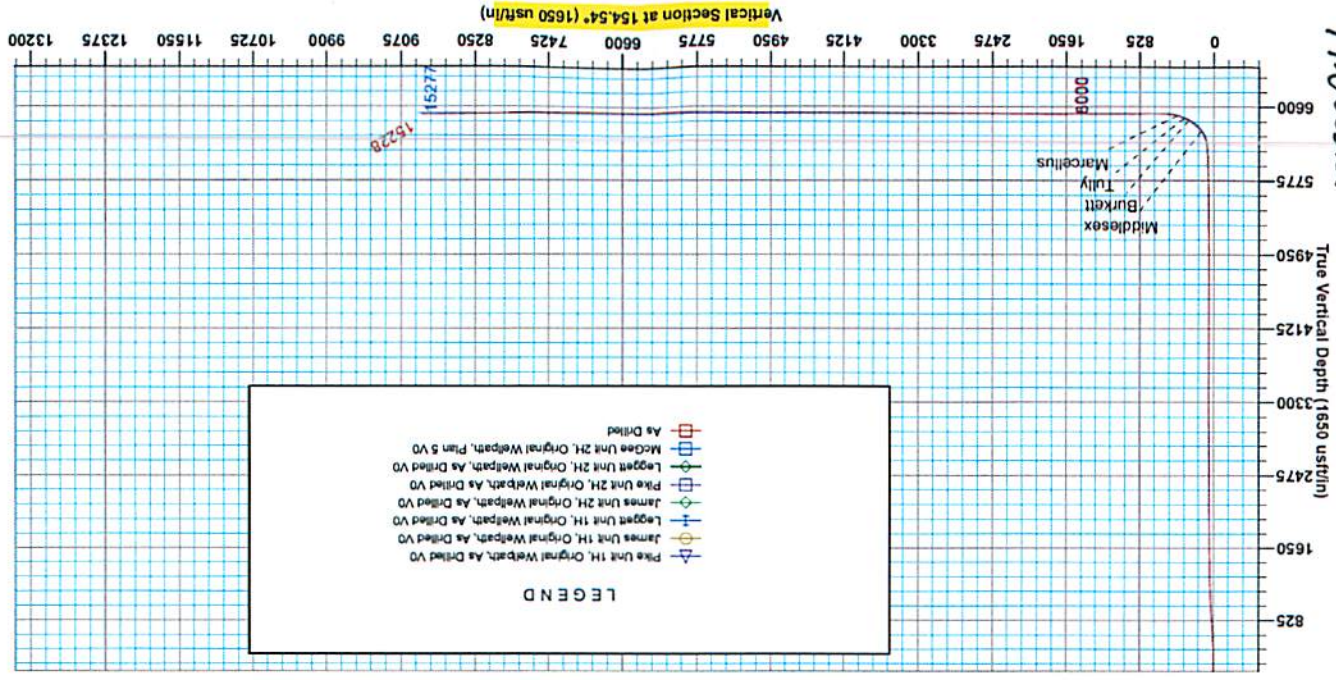 LEGEND
Pike Unit 1H, Original Wellpath, As Drilled V0
James Unit 1H, Original Wellpath, As Drilled V0
Leggett Unit 1H, Original Wellpath, As Drilled V0
James Unit 2H, Original Wellpath, As Drilled V0
Pike Unit 2H, Original Wellpath, As Drilled V0
Leggett Unit 2H, Original Wellpath, As Drilled V0
McGee Unit 2H, Original Wellpath, Plan 5 V0
As Drilled
True Vertical Depth (1650 usft/in)
825
1650
2475
3300
4125
4950
5775
6600
Middlesex
Burkett
Tully
Marcellus
8000
15228
15277
0 825 1650 2475 3300 4125 4950 5775 6600 7425 8250 9075 9900 10725 11550 12375 13200
Vertical Section at 154.54° (1650 usft/in)